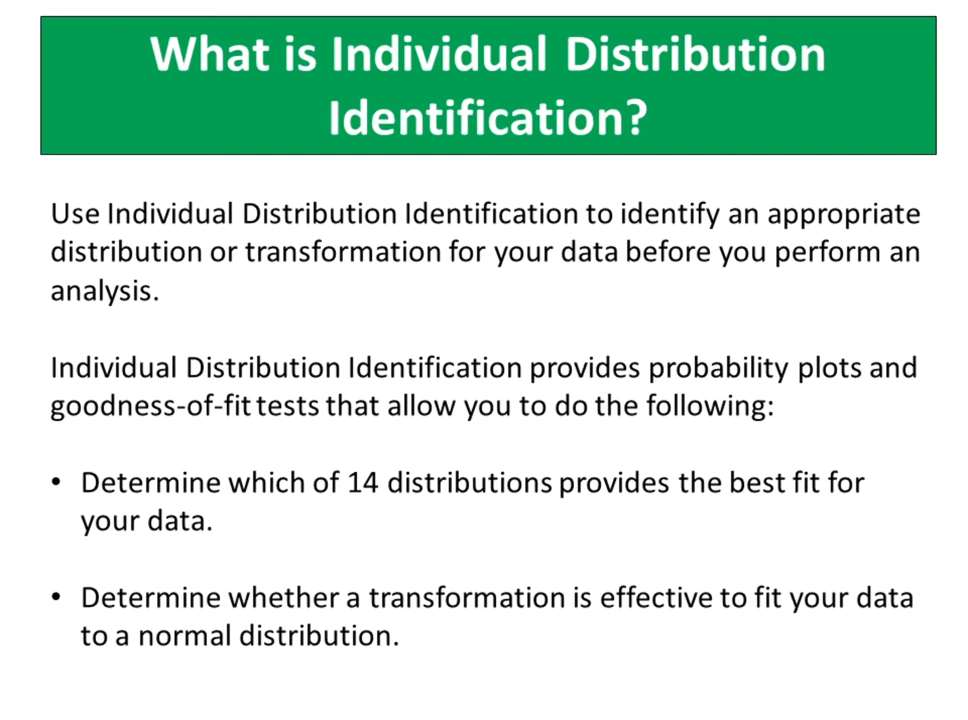 What is Individual Distribution
Identification?
Use Individual Distribution Identification to identify an appropriate
distribution or transformation for your data before you perform an
analysis.
Individual Distribution Identification provides probability plots and
goodness-of-fit tests that allow you to do the following:
• Determine which of 14 distributions provides the best fit for
your data.
• Determine whether a transformation is effective to fit your data
to a normal distribution.